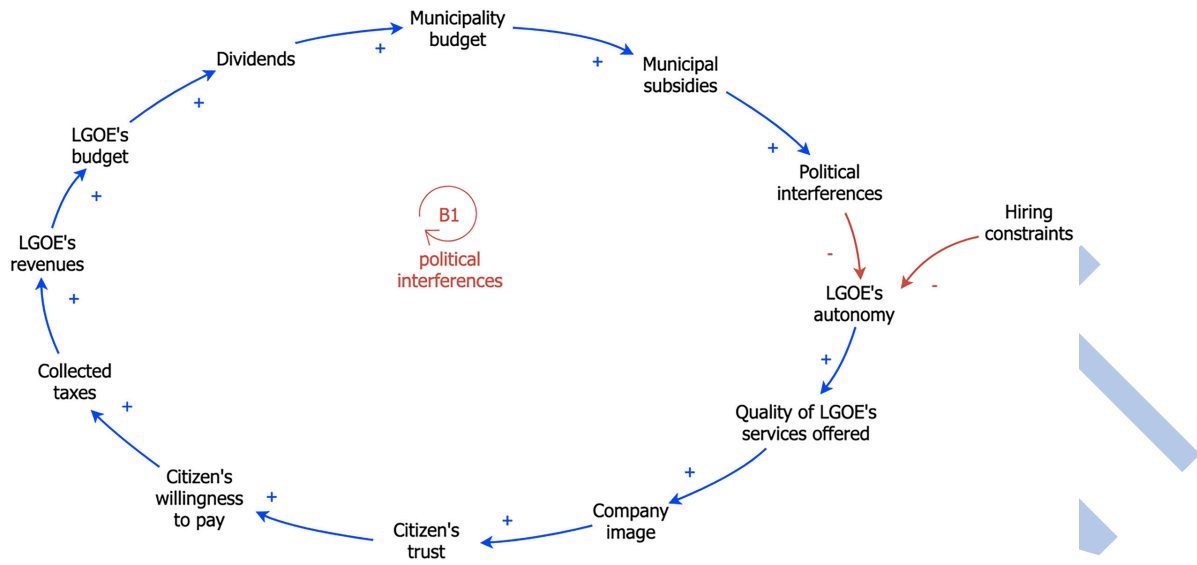 Municipality
budget
+
+
Dividends
Municipal
subsidies
+
+
LGOE's
budget
Political
interferences
+
+
B1
political
interferences
Hiring
constraints
LGOE's
revenues
-
-
LGOE's
autonomy
+
+
Quality of LGOE's
services offered
Collected
taxes
+
+
Company
image
Citizen's
willingness
to pay
+
+
Citizen's
trust